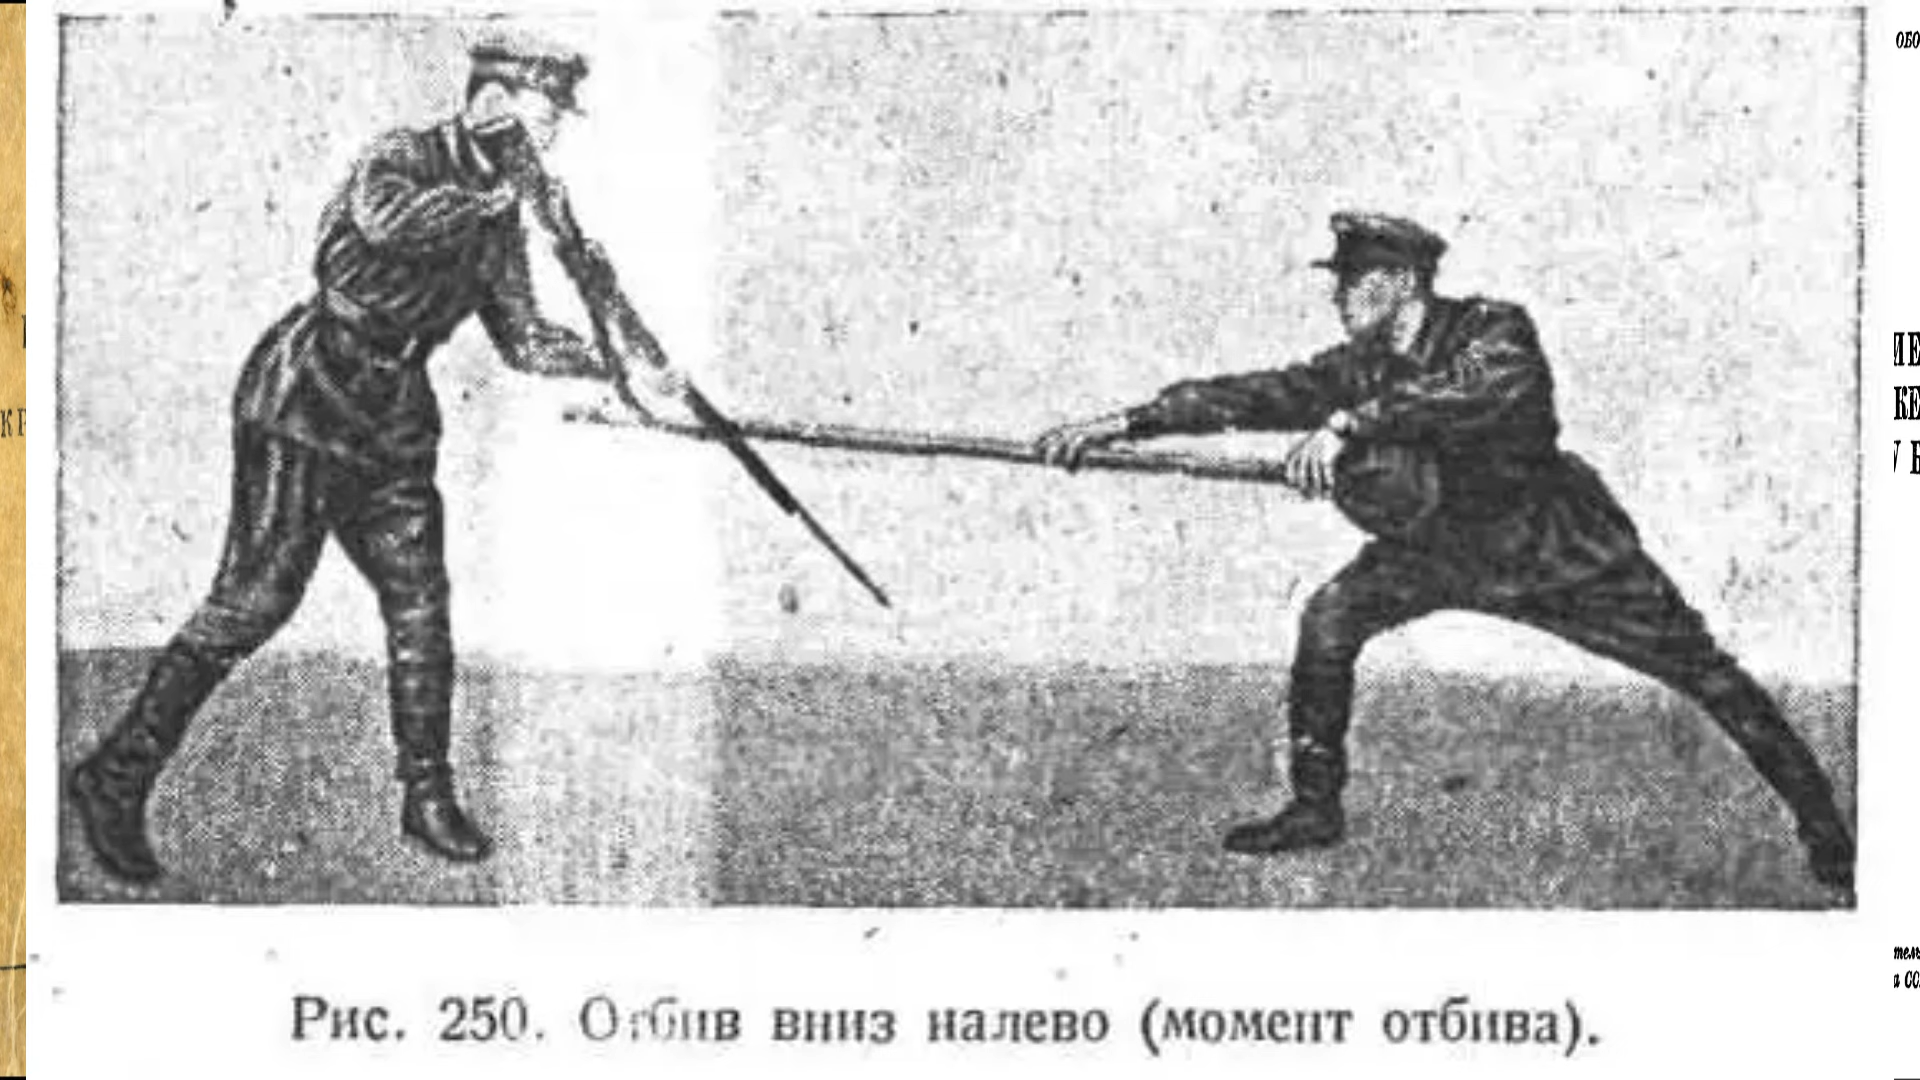 Рис. 250. Отбив вниз налево (момент отбива).